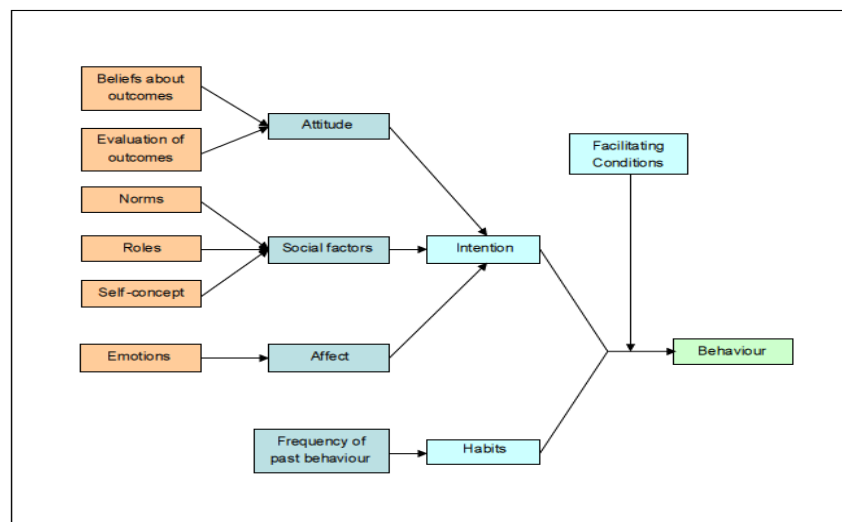 Beliefs about
outcomes
Evaluation of
outcomes
Attitude
Norms
Roles
Self-concept
Social factors
Emotions
Affect
Frequency of
past behaviour
Intention
Habits
Facilitating
Conditions
Behaviour